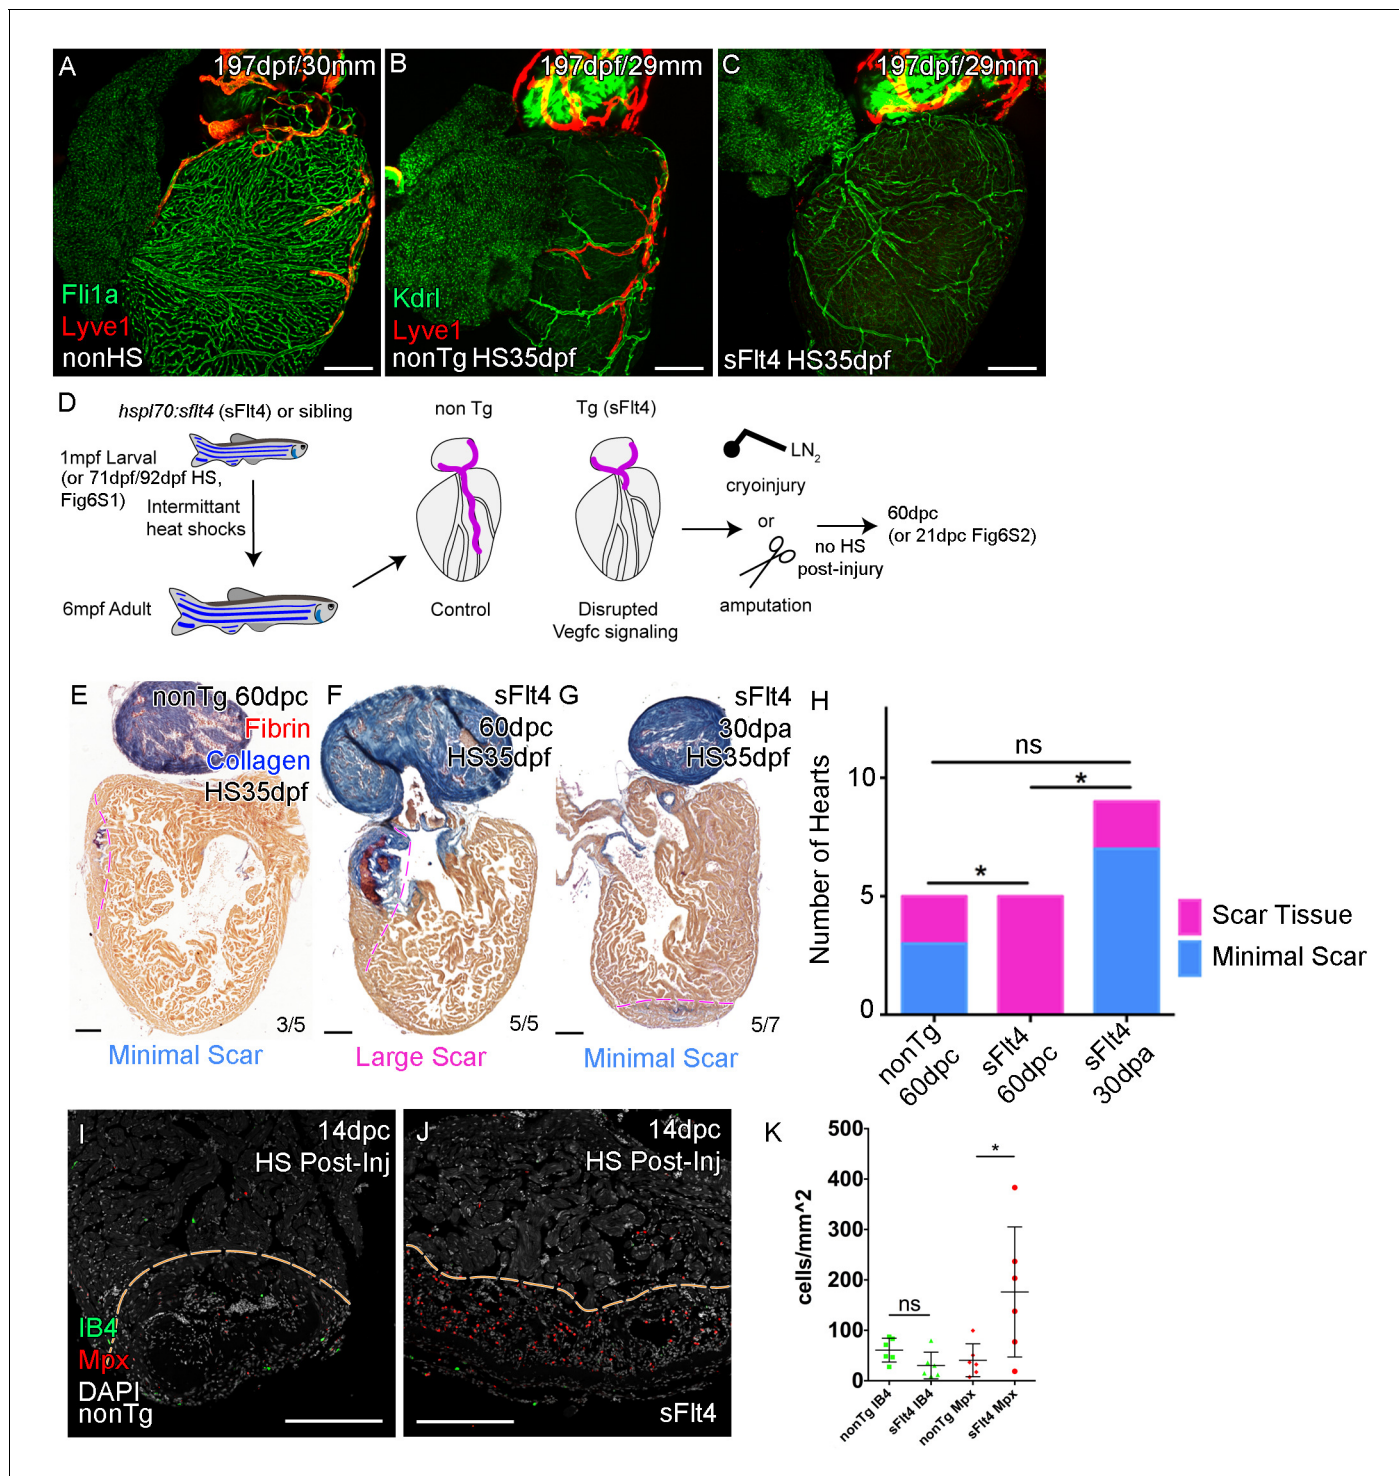 A
197dpf/30mm
Fli1a
Lyve1
nonHS
B
197dpf/29mm
Kdrl
Lyve1
nonTg HS35dpf
C
197dpf/29mm
sFlt4 HS35dpf
D
hspl70:sflt4 (sFlt4) or sibling
1mpf Larval
(or 71dpf/92dpf HS,
Fig6S1)
Intermittant
heat shocks
6mpf Adult
non Tg
Control
Tg (sFlt4)
Disrupted
Vegfc signaling
LN2
cryoinjury
or
amputation
no HS
post-injury
60dpc
(or 21dpc Fig6S2)
E
nonTg 60dpc
Fibrin
Collagen
HS35dpf
3/5
Minimal Scar
F
sFlt4
60dpc
HS35dpf
5/5
Large Scar
G
sFlt4
30dpa
HS35dpf
5/7
Minimal Scar
H
Number of Hearts
10
5
0
ns
*
*
nonTg
60dpc
sFlt4
60dpc
sFlt4
30dpa
Scar Tissue
Minimal Scar
I
14dpc
HS Post-Inj
IB4
Mpx
DAPI
nonTg
J
14dpc
HS Post-Inj
sFlt4
K
cells/mm^2
500
400
300
200
100
0
ns
*
nonTg IB4
sFlt4 IB4
nonTg Mpx
sFlt4 Mpx